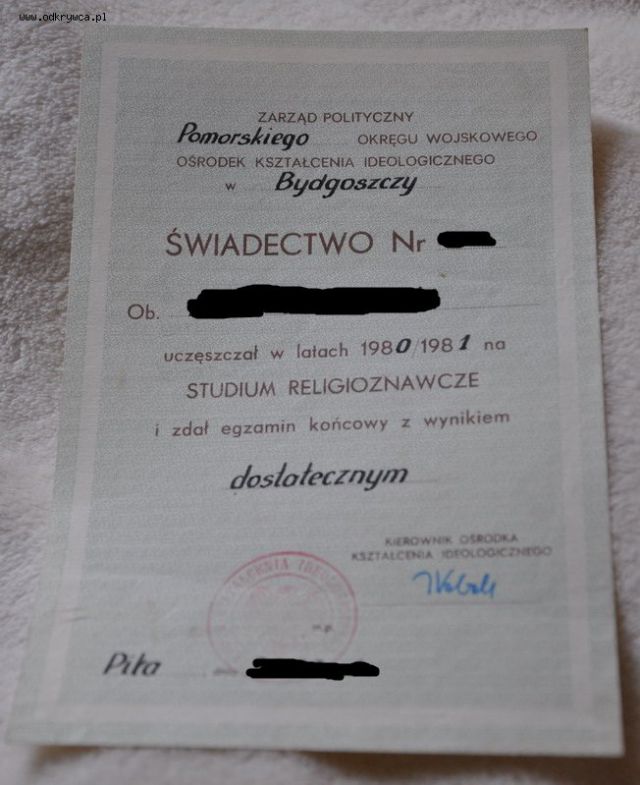 www.odkrywca.pl
ZARZĄD POLITYCZNY
Pomorskiego OKRĘGU WOJSKOWEGO
OŚRODEK KSZTAŁCENIA IDEOLOGICZNEGO
w Bydgoszczy
ŚWIADECTWO Nr
Ob.
uczęszczał w latach 1980/1981 na
STUDIUM RELIGIOZNAWCZE
i zdał egzamin końcowy z wynikiem
dostatecznym
KIEROWNIK OŚRODKA
KSZTAŁCENIA IDEOLOGICZNEGO
m.p.
Piła